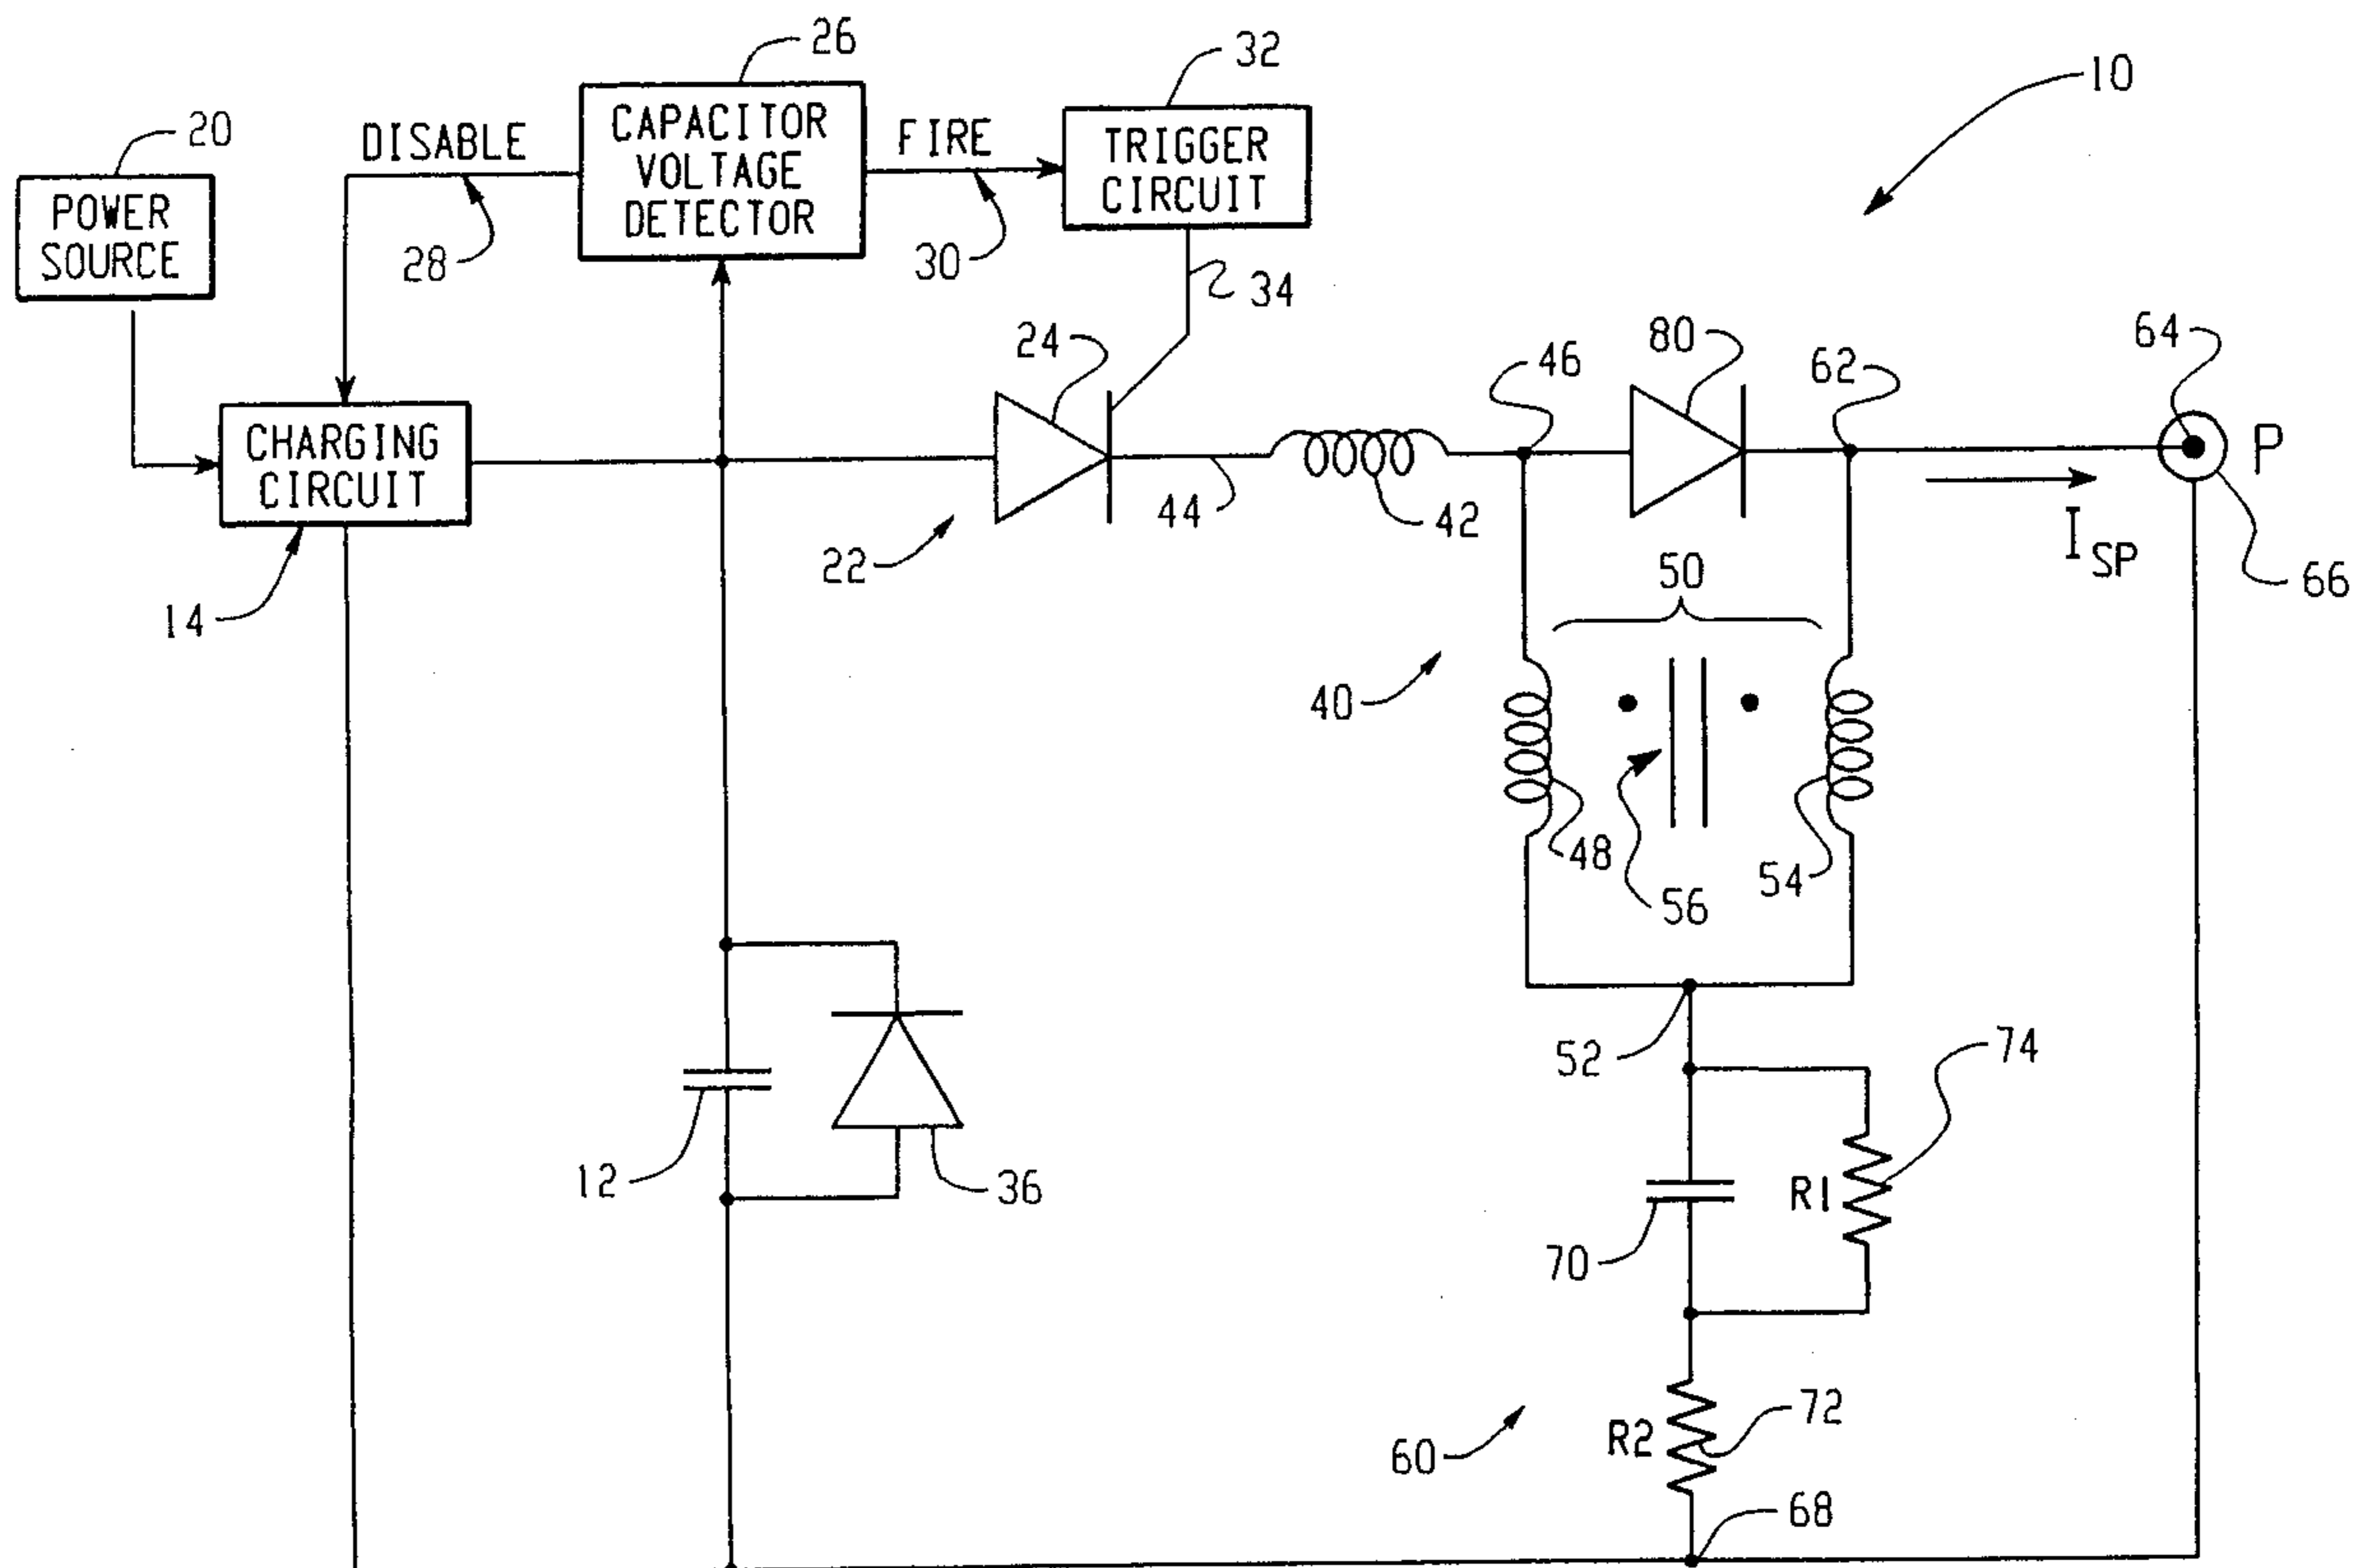 26
32
10
20
DISABLE
CAPACITOR
VOLTAGE
DETECTOR
FIRE
TRIGGER
CIRCUIT
POWER
SOURCE
28
30
34
24
46
80
62
64
CHARGING
CIRCUIT
P
44
42
22
I SP
66
50
14
40
48
54
56
52
74
12
36
R1
70
R2
72
60
68